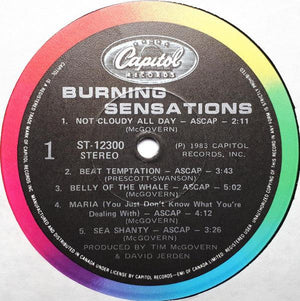 Capitol
RECORDS
BURNING
SENSATIONS
1. NOT CLOUDY ALL DAY - ASCAP - 2:11
(McGOVERN)
1
ST-12300
STEREO
℗ 1983 CAPITOL
RECORDS, INC.
2. BEAT TEMPTATION - ASCAP - 3:43
(PRESCOTT-SWANSON)
3. BELLY OF THE WHALE - ASCAP - 5:02
(McGOVERN)
4. MARIA (You Just Don't Know What You're
Dealing With) - ASCAP - 4:12
(McGOVERN)
5. SEA SHANTY - ASCAP - 3:26
(McGOVERN)
PRODUCED BY TIM McGOVERN
& DAVID JERDEN
MANUFACTURED AND DISTRIBUTED IN CANADA UNDER LICENSE BY CAPITOL RECORDS - EMI OF CANADA LIMITED.